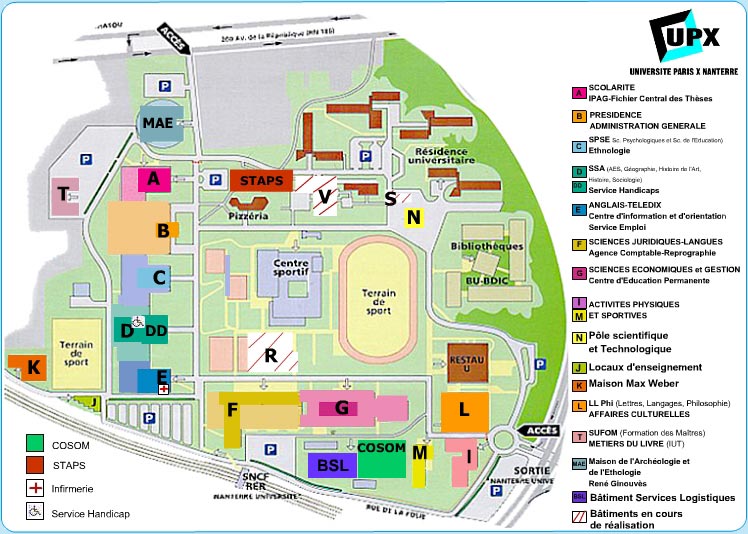 NASOU
ACCÈS
260 AV. de la République (RN 186)
P
MAE
P
T
A
P
STAPS
V
S
N
P
Résidence
universitaire
Pizzéria
B
C
D
DD
E
Centre
sportif
Terrain
de
sport
Bibliothèques
BU-BDIC
Terrain
de
sport
K
J
P
R
RESTAU
U
P
F
G
L
ACCÈS
P
BSL
COSOM
M
I
SORTIE
NANTERRE UNIVE
P
SNCF
RER
NANTERRE UNIVERSITÉ
RUE DE LA FOLIE
COSOM
STAPS
Infirmerie
Service Handicap
UPX
UNIVERSITE PARIS X NANTERRE
A SCOLARITE
IPAG-Fichier Central des Thèses
B PRESIDENCE
ADMINISTRATION GENERALE
C SPSE (Sc. Psychologiques et Sc. de l'Education)
Ethnologie
D SSA (AES, Géographie, Histoire de l'Art,
Histoire, Sociologie)
DD Service Handicaps
E ANGLAIS-TELEDIX
Centre d'information et d'orientation
Service Emploi
F SCIENCES JURIDIQUES-LANGUES
Agence Comptable-Reprographie
G SCIENCES ECONOMIQUES et GESTION
Centre d'Education Permanente
I ACTIVITES PHYSIQUES
M ET SPORTIVES
N Pôle scientifique
et Technologique
J Locaux d'enseignement
K Maison Max Weber
L LL Phi (Lettres, Langages, Philosophie)
AFFAIRES CULTURELLES
T SUFOM (Formation des Maîtres)
METIERS DU LIVRE (IUT)
MAE Maison de l'Archéologie et
de l'Ethologie
René Ginouvès
BSL Bâtiment Services Logistiques
Bâtiments en cours
de réalisation